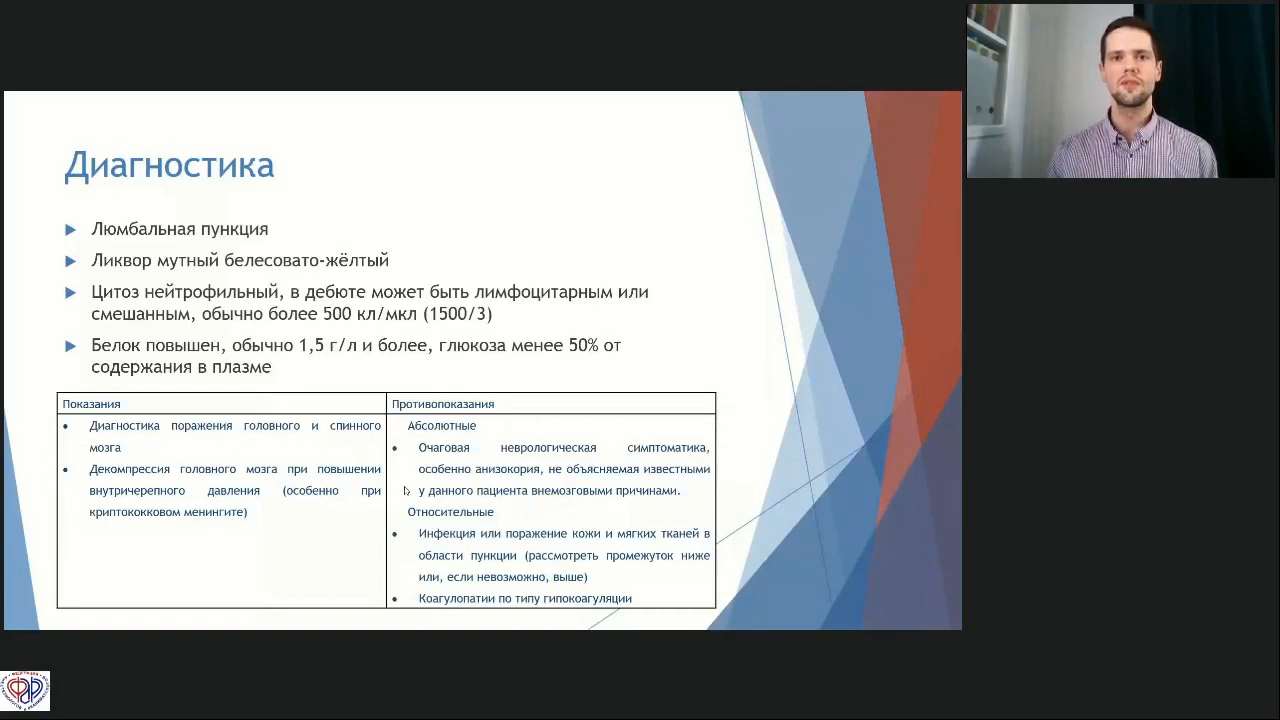 Диагностика
Люмбальная пункция
Ликвор мутный белесовато-жёлтый
Цитоз нейтрофильный, в дебюте может быть лимфоцитарным или
смешанным, обычно более 500 кл/мкл (1500/3)
Белок повышен, обычно 1,5 г/л и более, глюкоза менее 50% от
содержания в плазме
Показания
Диагностика поражения головного и спинного
мозга
Декомпрессия головного мозга при повышении
внутричерепного давления (особенно при
криптококковом менингите)
Противопоказания
Абсолютные
Очаговая неврологическая симптоматика,
особенно анизокория, не объясняемая известными
у данного пациента внемозговыми причинами.
Относительные
Инфекция или поражение кожи и мягких тканей в
области пункции (рассмотреть промежуток ниже
или, если невозможно, выше)
Коагулопатии по типу гипокоагуляции